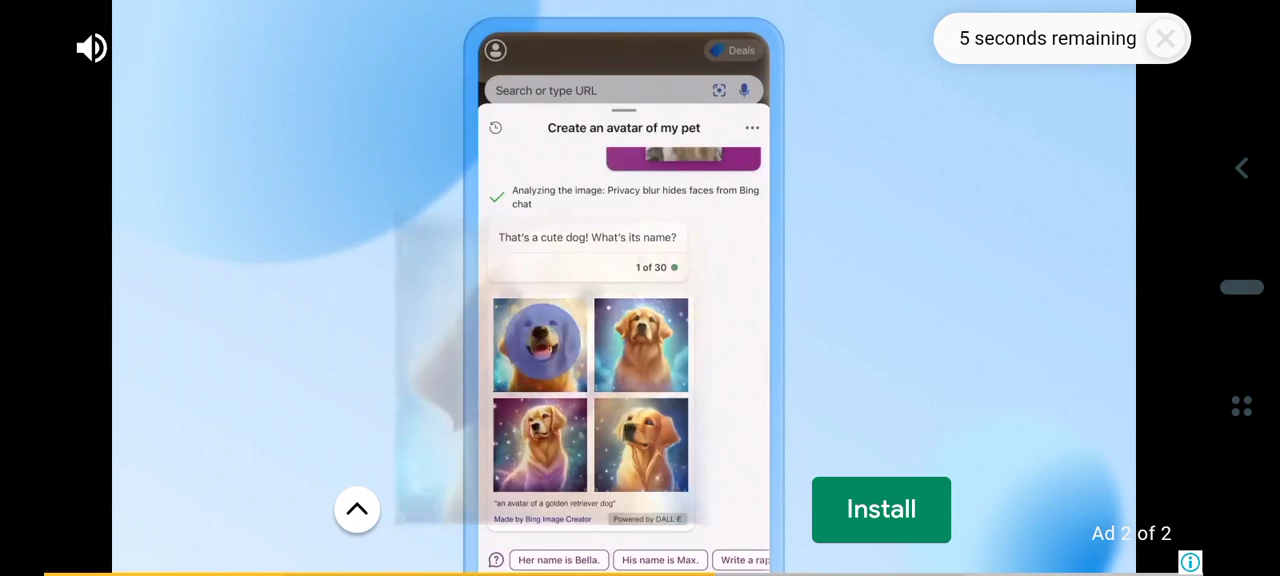 5 seconds remaining
Deals
Search or type URL
Create an avatar of my pet
Analyzing the image: Privacy blur hides faces from Bing
chat
That's a cute dog! What's its name?
1 of 30
"an avatar of a golden retriever dog"
Made by Bing Image Creator
Powered by DALL·E
Her name is Bella.
His name is Max.
Write a rap
Install
Ad 2 of 2